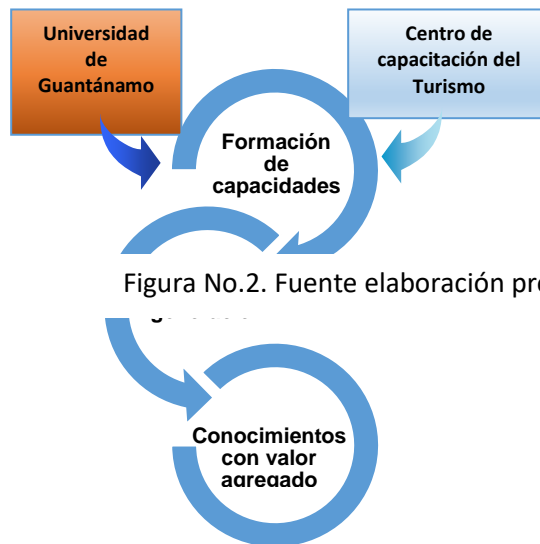 Universidad
de
Guantánamo
Centro de
capacitación del
Turismo
Formación
de
capacidades
Figura No.2. Fuente elaboración
Conocimientos
con valor
agregado